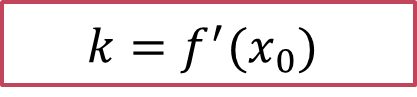 k = f′(x₀)